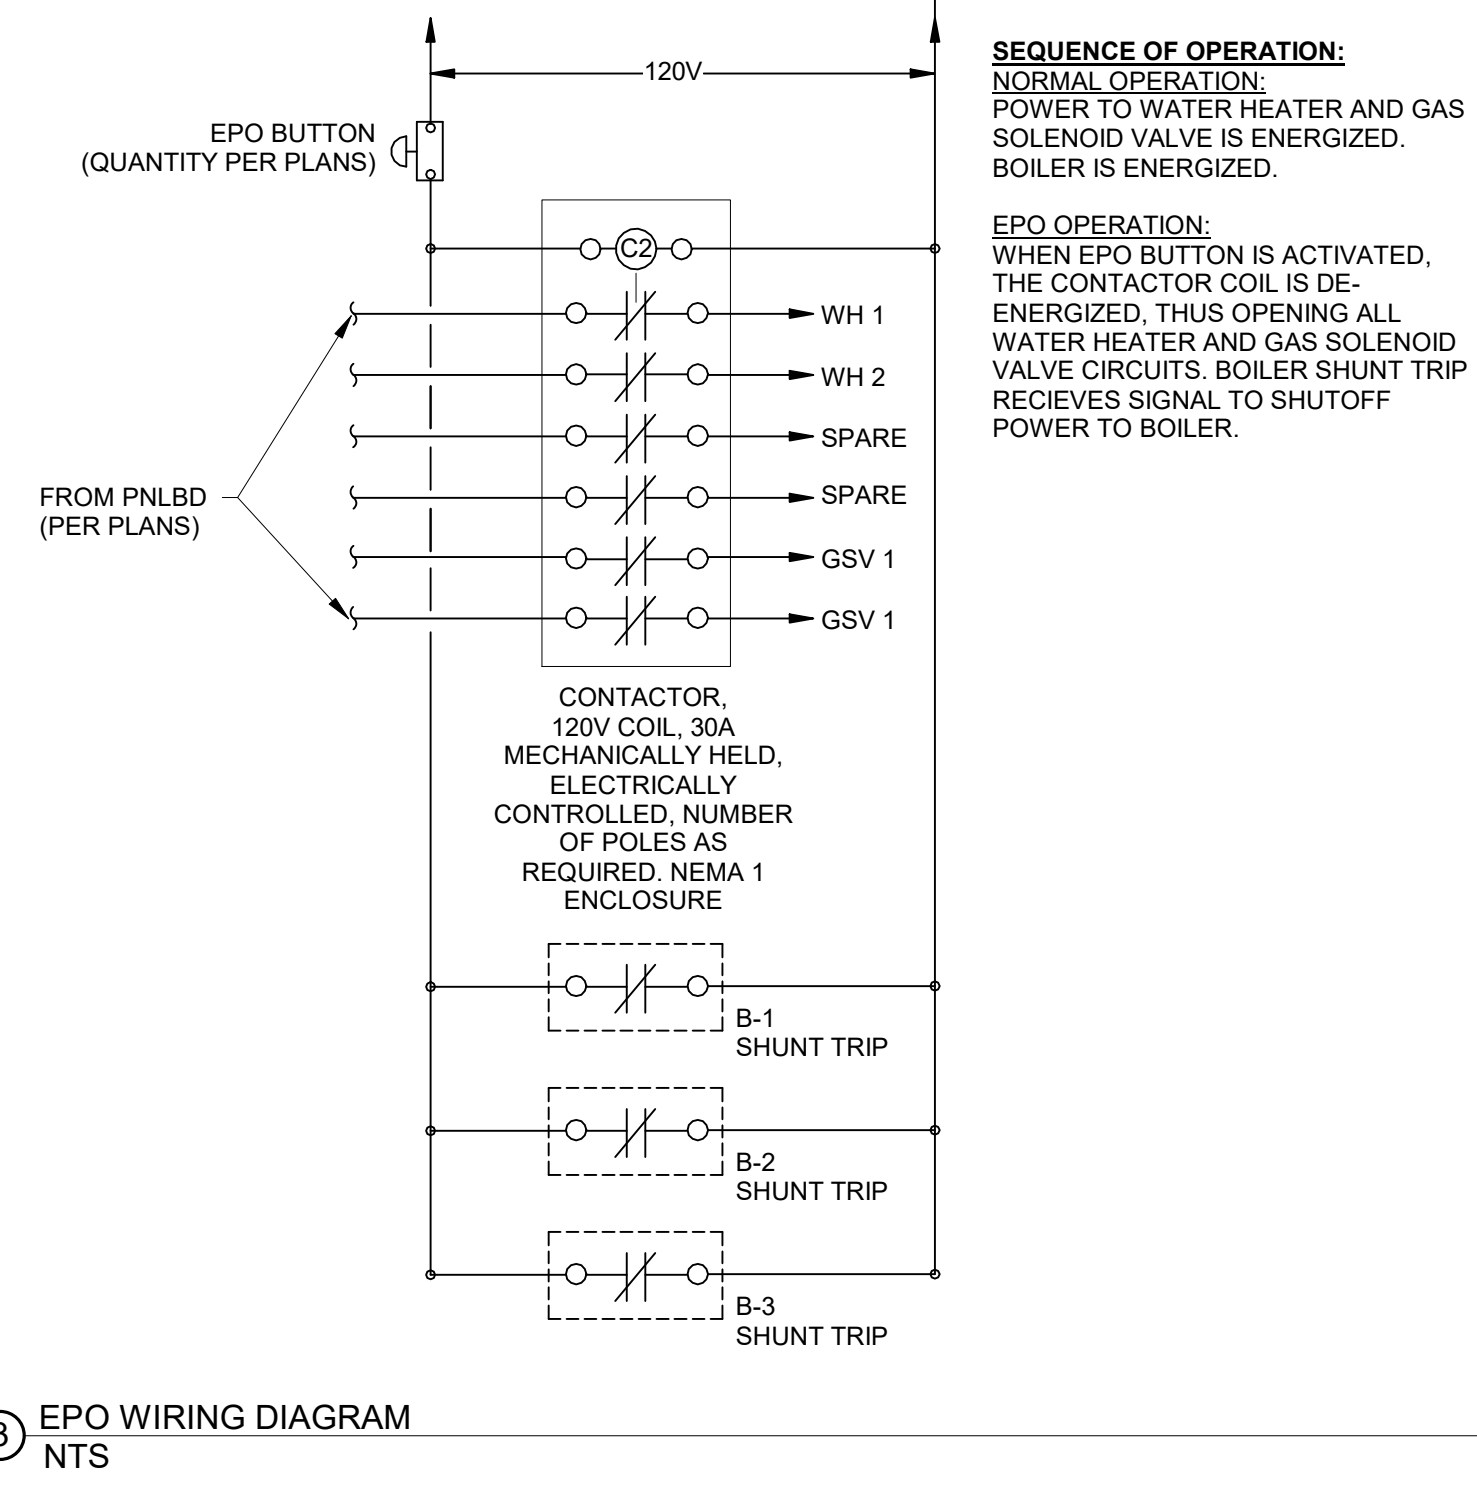 120V
SEQUENCE OF OPERATION:
NORMAL OPERATION:
POWER TO WATER HEATER AND GAS
SOLENOID VALVE IS ENERGIZED.
BOILER IS ENERGIZED.
EPO OPERATION:
WHEN EPO BUTTON IS ACTIVATED,
THE CONTACTOR COIL IS DE-
ENERGIZED, THUS OPENING ALL
WATER HEATER AND GAS SOLENOID
VALVE CIRCUITS. BOILER SHUNT TRIP
RECIEVES SIGNAL TO SHUTOFF
POWER TO BOILER.
EPO BUTTON
(QUANTITY PER PLANS)
C2
WH 1
WH 2
SPARE
SPARE
GSV 1
GSV 1
FROM PNLBD
(PER PLANS)
CONTACTOR,
120V COIL, 30A
MECHANICALLY HELD,
ELECTRICALLY
CONTROLLED, NUMBER
OF POLES AS
REQUIRED. NEMA 1
ENCLOSURE
B-1
SHUNT TRIP
B-2
SHUNT TRIP
B-3
SHUNT TRIP
EPO WIRING DIAGRAM
NTS